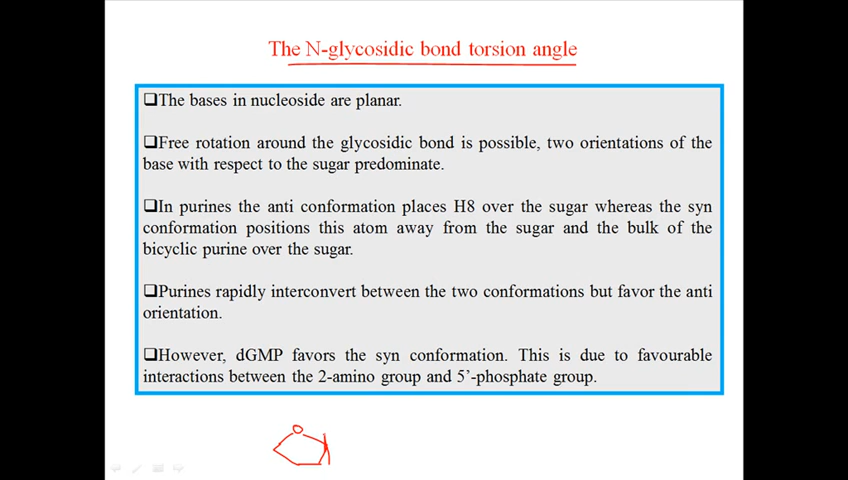 The N-glycosidic bond torsion angle
❑The bases in nucleoside are planar.
❑Free rotation around the glycosidic bond is possible, two orientations of the
base with respect to the sugar predominate.
❑In purines the anti conformation places H8 over the sugar whereas the syn
conformation positions this atom away from the sugar and the bulk of the
bicyclic purine over the sugar.
❑Purines rapidly interconvert between the two conformations but favor the anti
orientation.
❑However, dGMP favors the syn conformation. This is due to favourable
interactions between the 2-amino group and 5’-phosphate group.